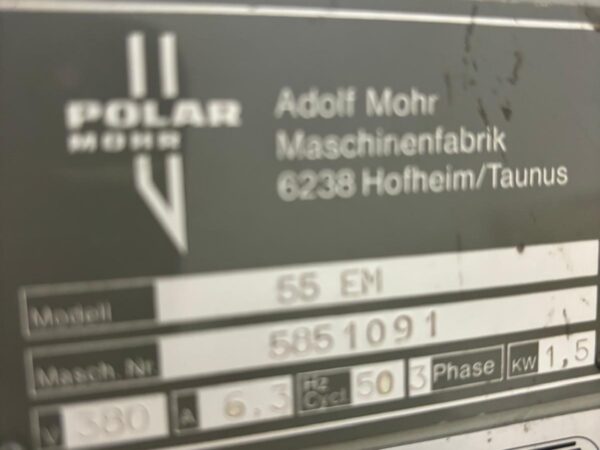 POLAR
MOHR
Adolf Mohr
Maschinenfabrik
6238 Hofheim/Taunus
Modell 55 EM
Masch. Nr. 5851091
V 380 A 6,3 Hz Cycl. 50 3 Phase KW 1,5